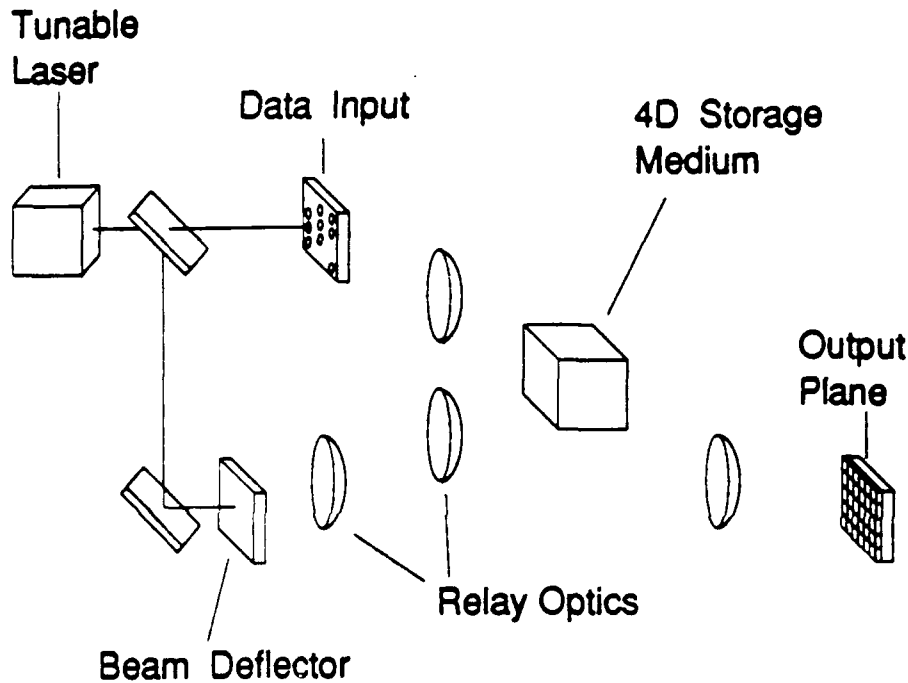 Tunable
Laser
Data Input
4D Storage
Medium
Output
Plane
Relay Optics
Beam Deflector